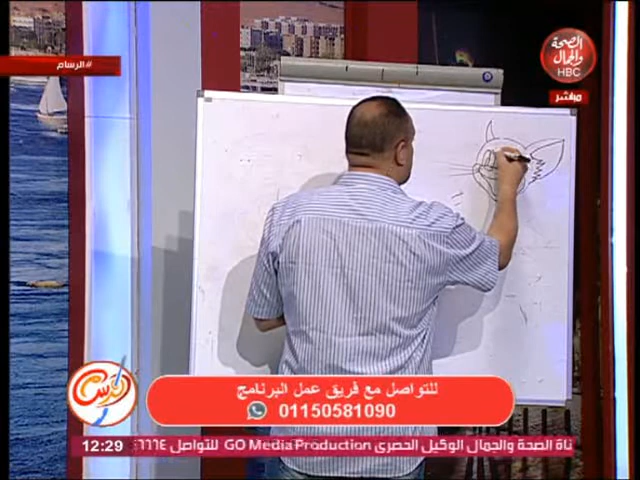 #الرسام
الصحة
والجمال
HBC
مباشر
للتواصل مع فريق عمل البرنامج
01150581090
12:29
ناة الصحة والجمال الوكيل الحصرى GO Media Production للتواصل